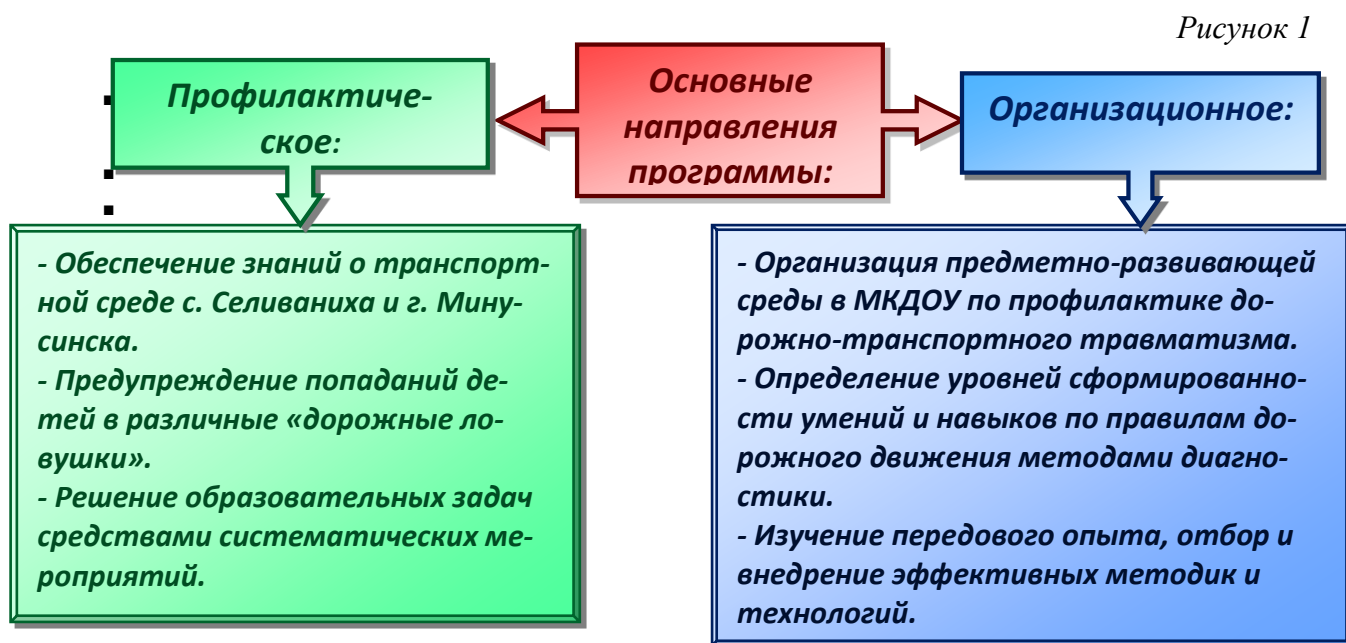 Рисунок 1
Основные
направления
программы:
Профилактиче-
ское:
- Обеспечение знаний о транспорт-
ной среде с. Селиваниха и г. Мину-
синска.
- Предупреждение попаданий де-
тей в различные «дорожные ло-
вушки».
- Решение образовательных задач
средствами систематических ме-
роприятий.
Организационное:
- Организация предметно-развивающей
среды в МКДОУ по профилактике до-
рожно-транспортного травматизма.
- Определение уровней сформированно-
сти умений и навыков по правилам до-
рожного движения методами диагно-
стики.
- Изучение передового опыта, отбор и
внедрение эффективных методик и
технологий.